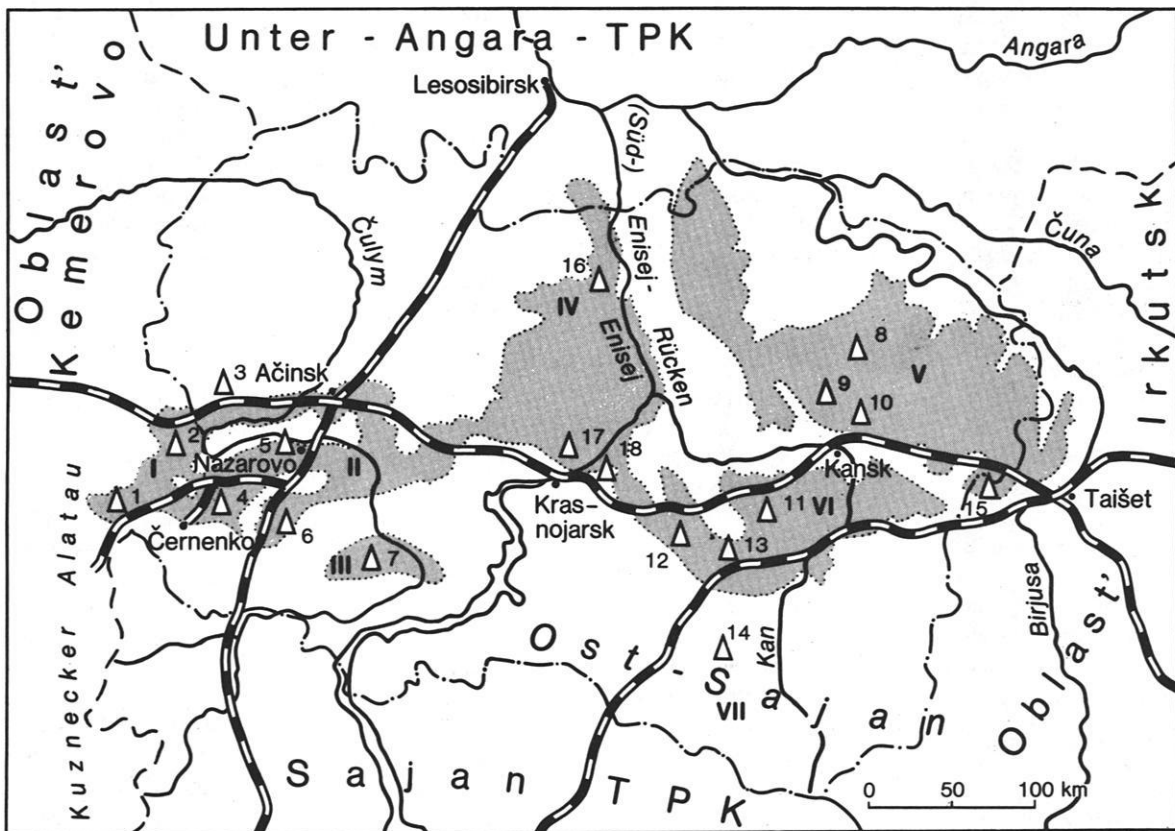 Unter - Angara - TPK
Oblast' Kemerovo
Lesosibirsk
Angara
(Süd-)
Enisej-
Rücken
Čulym
Čuna
Irkutsk
16
IV
Enisej
8
9
V
10
3
Ačinsk
2
5
I
Nazarovo
II
17
18
Kansk
1
4
Kras-
nojarsk
11
VI
15
Taišet
Černenko
6
12
13
III
7
Kuznecker Alatau
14
Kan
Birjusa
Ost-Sajan
VII
Oblast'
Sajan TPK
0 50 100 km